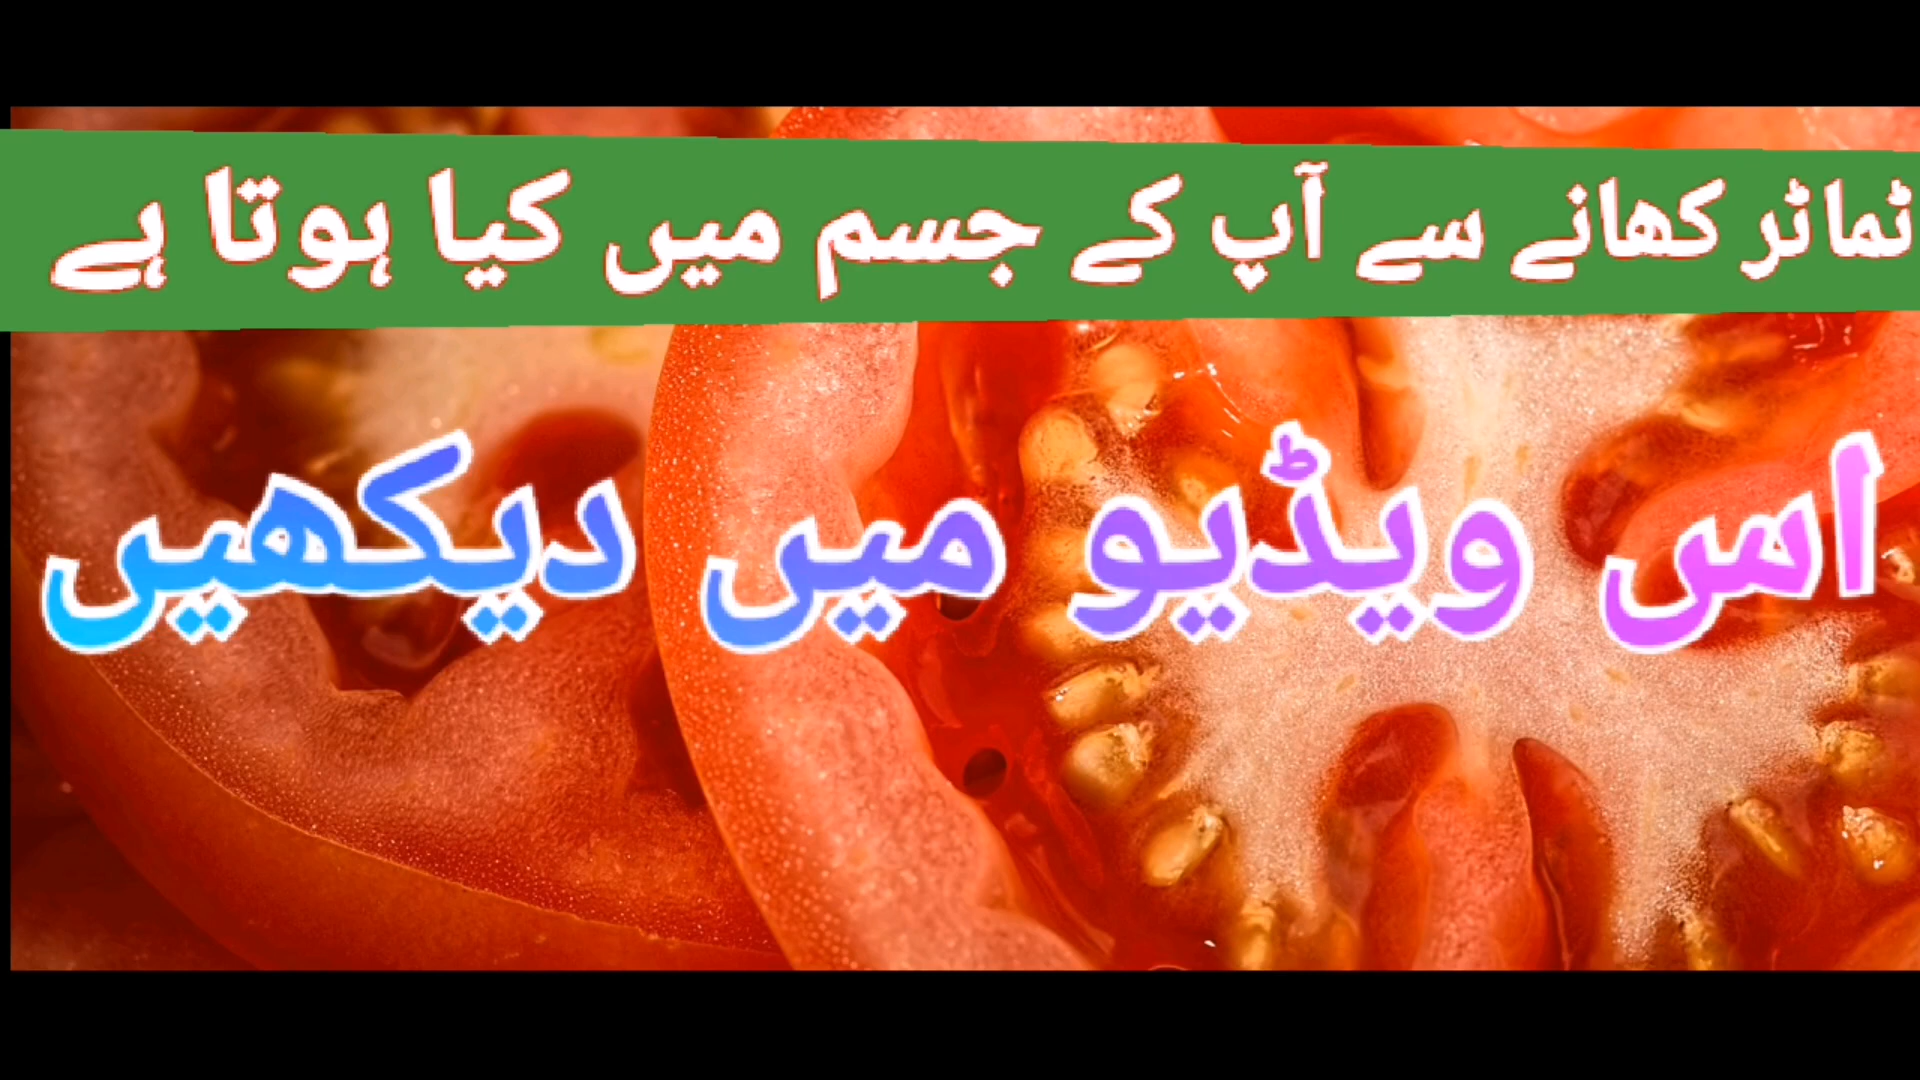 ٹماٹر کھانے سے آپ کے جسم میں کیا ہوتا ہے
اس ویڈیو میں دیکھیں